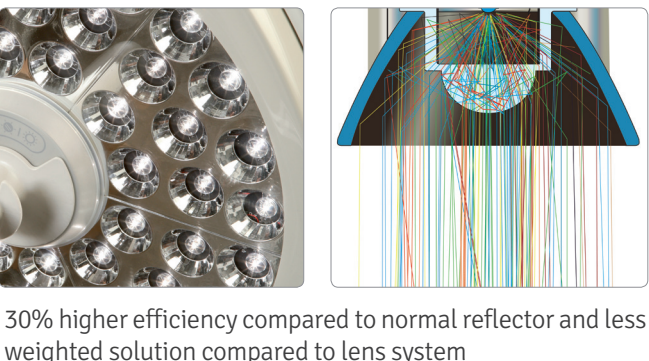 30% higher efficiency compared to normal reflector and less
weighted solution compared to lens system